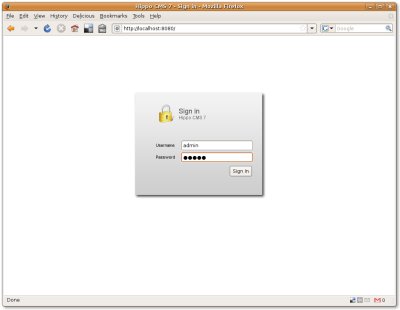 Hippo CMS 7 - Sign in - Mozilla Firefox
File Edit View History Delicious Bookmarks Tools Help
http://localhost:8080/
Google
Sign in
Hippo CMS 7
Username admin
Password ●●●●●
Sign in
Done
0